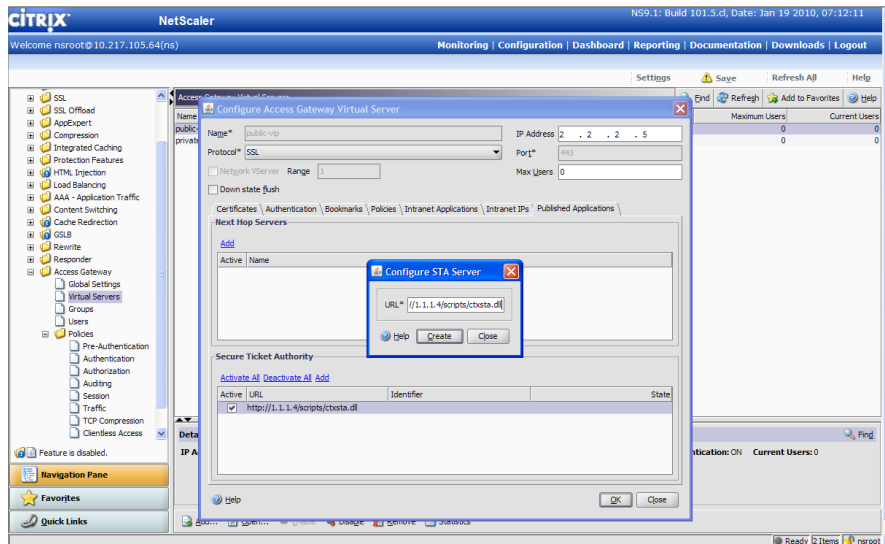 NS9.1: Build 101.5.cl, Date: Jan 19 2010, 07:12:11
CİTRIX
NetScaler
Welcome nsroot@10.217.105.64(ns)
Monitoring | Configuration | Dashboard | Reporting | Documentation | Downloads | Logout
Settings Save Refresh All Help
SSL
SSL Offload
AppExpert
Compression
Integrated Caching
Protection Features
HTML Injection
Load Balancing
AAA - Application Traffic
Content Switching
Cache Redirection
GSLB
Rewrite
Responder
Access Gateway
Global Settings
Virtual Servers
Groups
Users
Policies
Pre-Authentication
Authentication
Authorization
Auditing
Session
Traffic
TCP Compression
Clientless Access
Feature is disabled.
Navigation Pane
Favorites
Quick Links
Find Refresh Add to Favorites Help
Name
Maximum Users Current Users
public-
0 0
private
0 0
Configure Access Gateway Virtual Server
Name* public-vip
IP Address 2 . 2 . 2 . 5
Protocol* SSL
Port* 443
Network VServer Range 1
Max Users 0
Down state flush
Certificates \ Authentication \ Bookmarks \ Policies \ Intranet Applications \ Intranet IPs \ Published Applications \
Next Hop Servers
Add
Active Name
Configure STA Server
URL* //1.1.1.4/scripts/ctxsta.dll
Help Create Close
Secure Ticket Authority
Activate All Deactivate All Add
Active URL Identifier State
http://1.1.1.4/scripts/ctxsta.dll
Help OK Close
Deta
Find
IP A
tication: ON Current Users: 0
Add... Open... Disable Remove Statistics
Ready 2 Items nsroot